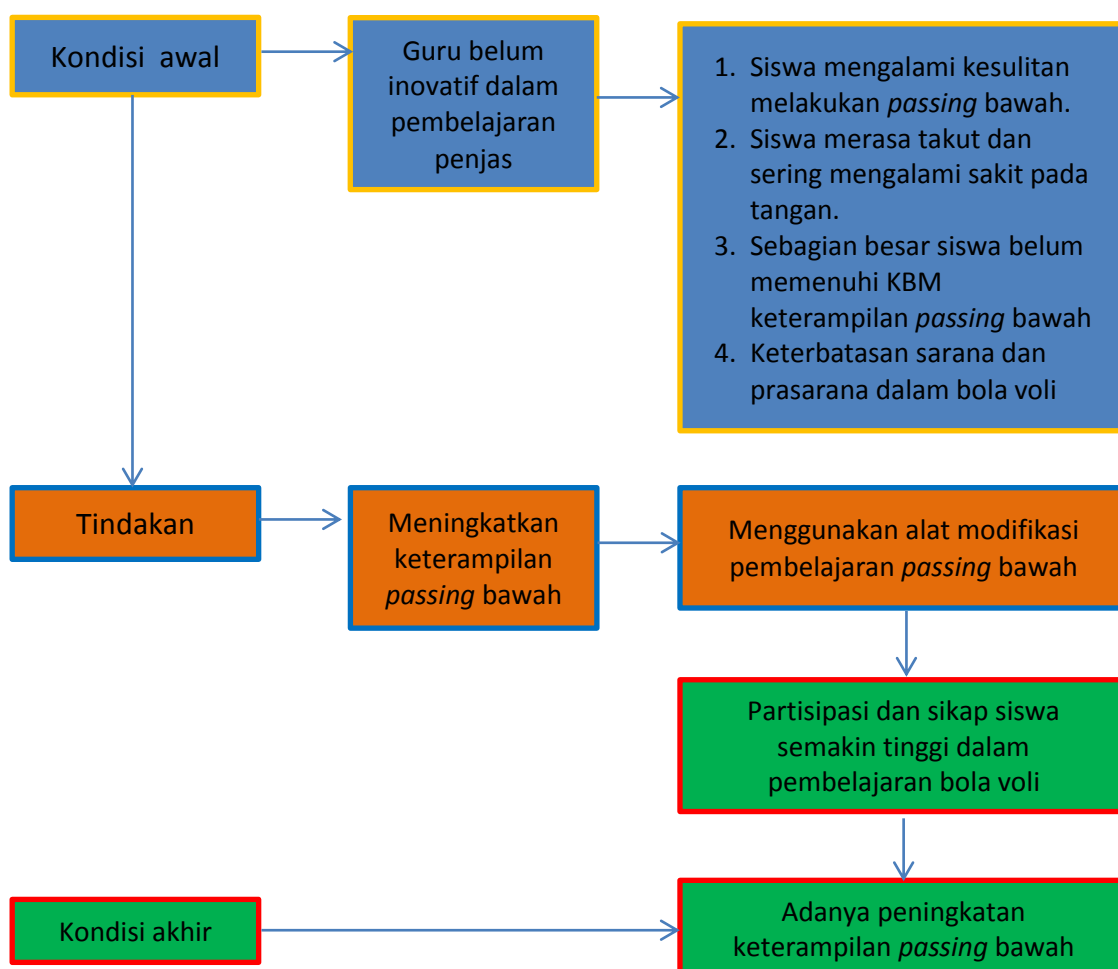 Kondisi awal
Guru belum
inovatif dalam
pembelajaran
penjas
1. Siswa mengalami kesulitan
melakukan passing bawah.
2. Siswa merasa takut dan
sering mengalami sakit pada
tangan.
3. Sebagian besar siswa belum
memenuhi KBM
keterampilan passing bawah
4. Keterbatasan sarana dan
prasarana dalam bola voli
Tindakan
Meningkatkan
keterampilan
passing bawah
Menggunakan alat modifikasi
pembelajaran passing bawah
Partisipasi dan sikap siswa
semakin tinggi dalam
pembelajaran bola voli
Kondisi akhir
Adanya peningkatan
keterampilan passing bawah